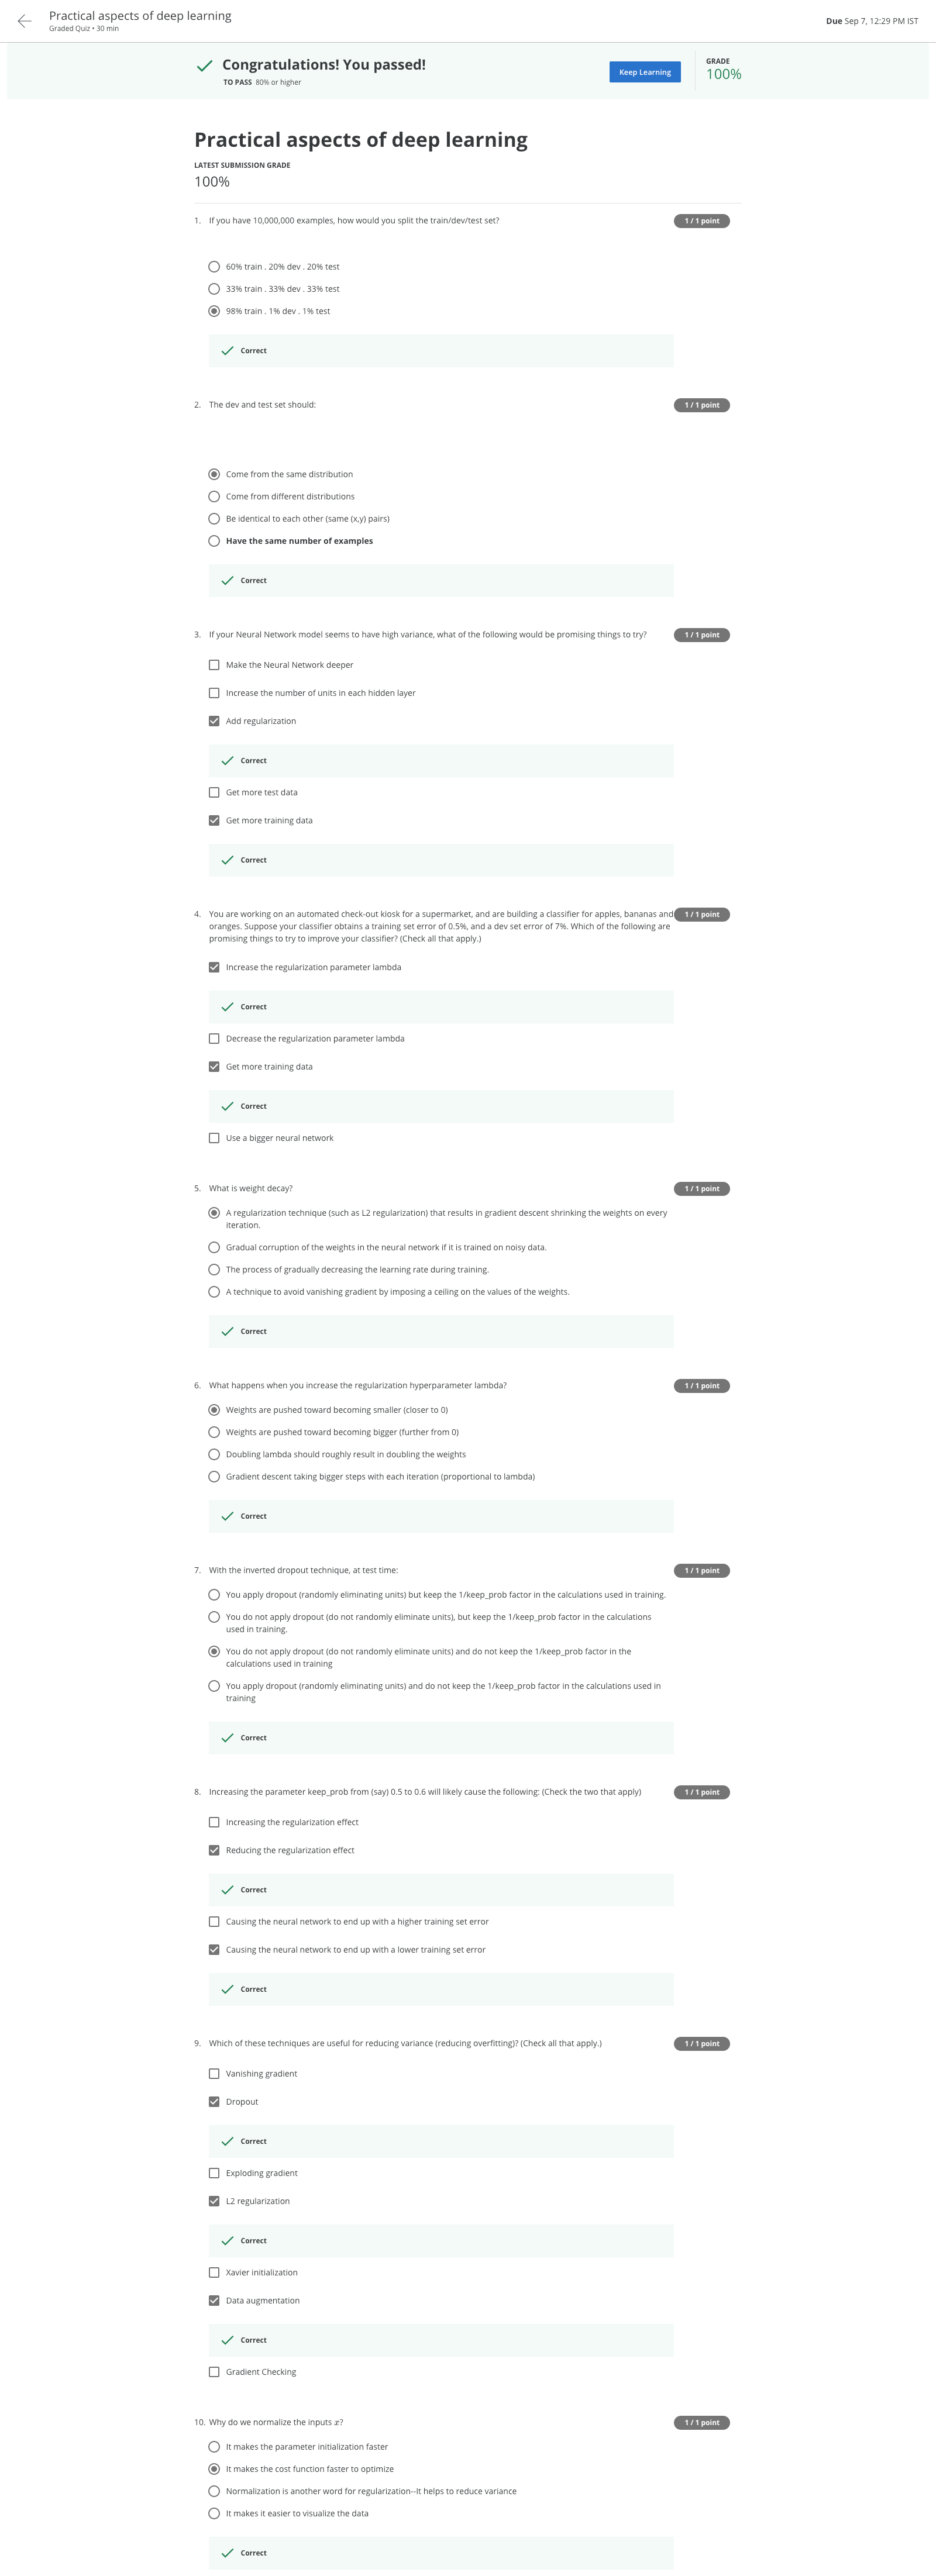 Practical aspects of deep learning
Graded Quiz • 30 min
Due Sep 7, 12:29 PM IST
Congratulations! You passed!
TO PASS 80% or higher
Keep Learning
GRADE
100%
Practical aspects of deep learning
LATEST SUBMISSION GRADE
100%
1. If you have 10,000,000 examples, how would you split the train/dev/test set?
1 / 1 point
60% train . 20% dev . 20% test
33% train . 33% dev . 33% test
98% train . 1% dev . 1% test
Correct
2. The dev and test set should:
1 / 1 point
Come from the same distribution
Come from different distributions
Be identical to each other (same (x,y) pairs)
Have the same number of examples
Correct
3. If your Neural Network model seems to have high variance, what of the following would be promising things to try?
1 / 1 point
Make the Neural Network deeper
Increase the number of units in each hidden layer
Add regularization
Correct
Get more test data
Get more training data
Correct
4. You are working on an automated check-out kiosk for a supermarket, and are building a classifier for apples, bananas and
1 / 1 point
oranges. Suppose your classifier obtains a training set error of 0.5%, and a dev set error of 7%. Which of the following are
promising things to try to improve your classifier? (Check all that apply.)
Increase the regularization parameter lambda
Correct
Decrease the regularization parameter lambda
Get more training data
Correct
Use a bigger neural network
5. What is weight decay?
1 / 1 point
A regularization technique (such as L2 regularization) that results in gradient descent shrinking the weights on every
iteration.
Gradual corruption of the weights in the neural network if it is trained on noisy data.
The process of gradually decreasing the learning rate during training.
A technique to avoid vanishing gradient by imposing a ceiling on the values of the weights.
Correct
6. What happens when you increase the regularization hyperparameter lambda?
1 / 1 point
Weights are pushed toward becoming smaller (closer to 0)
Weights are pushed toward becoming bigger (further from 0)
Doubling lambda should roughly result in doubling the weights
Gradient descent taking bigger steps with each iteration (proportional to lambda)
Correct
7. With the inverted dropout technique, at test time:
1 / 1 point
You apply dropout (randomly eliminating units) but keep the 1/keep_prob factor in the calculations used in training.
You do not apply dropout (do not randomly eliminate units), but keep the 1/keep_prob factor in the calculations
used in training.
You do not apply dropout (do not randomly eliminate units) and do not keep the 1/keep_prob factor in the
calculations used in training
You apply dropout (randomly eliminating units) and do not keep the 1/keep_prob factor in the calculations used in
training
Correct
8. Increasing the parameter keep_prob from (say) 0.5 to 0.6 will likely cause the following: (Check the two that apply)
1 / 1 point
Increasing the regularization effect
Reducing the regularization effect
Correct
Causing the neural network to end up with a higher training set error
Causing the neural network to end up with a lower training set error
Correct
9. Which of these techniques are useful for reducing variance (reducing overfitting)? (Check all that apply.)
1 / 1 point
Vanishing gradient
Dropout
Correct
Exploding gradient
L2 regularization
Correct
Xavier initialization
Data augmentation
Correct
Gradient Checking
10. Why do we normalize the inputs x?
1 / 1 point
It makes the parameter initialization faster
It makes the cost function faster to optimize
Normalization is another word for regularization--It helps to reduce variance
It makes it easier to visualize the data
Correct